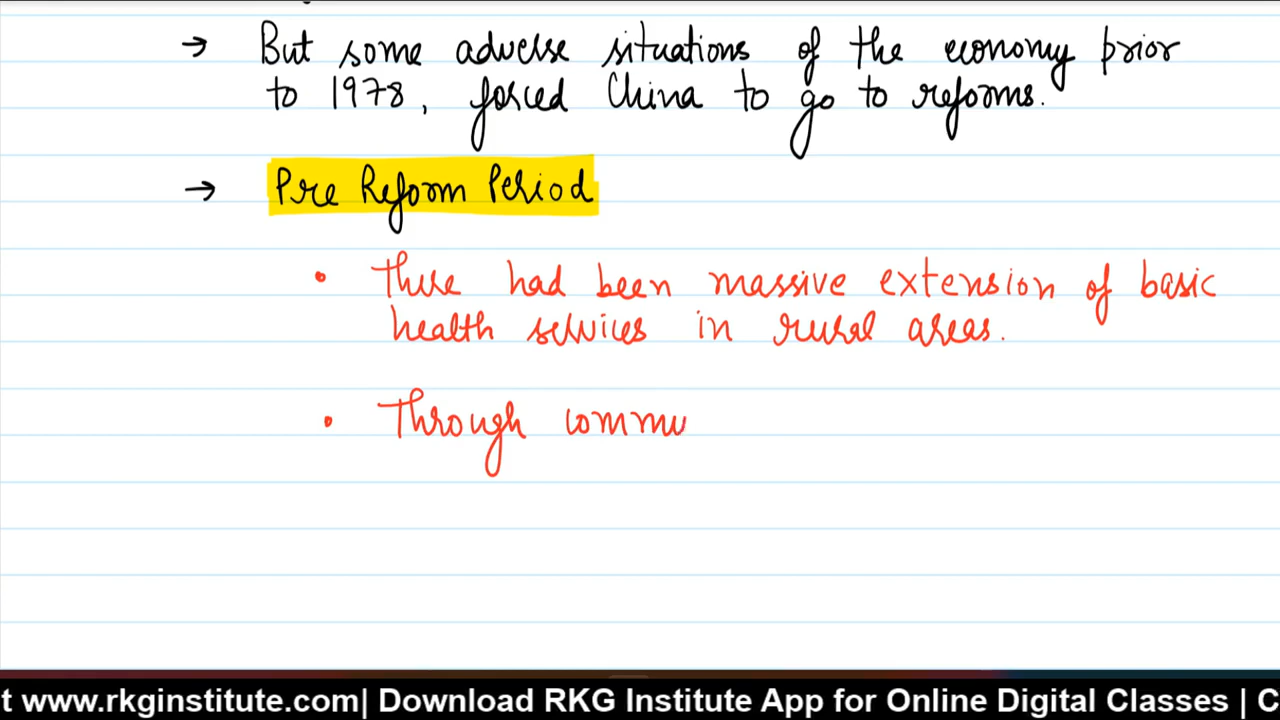 → But some adverse situations of the economy prior
to 1978, forced China to go to reforms.
→ Pre Reform Period
• There had been massive extension of basic
health services in rural areas.
• Through commu
t www.rkginstitute.com| Download RKG Institute App for Online Digital Classes | C